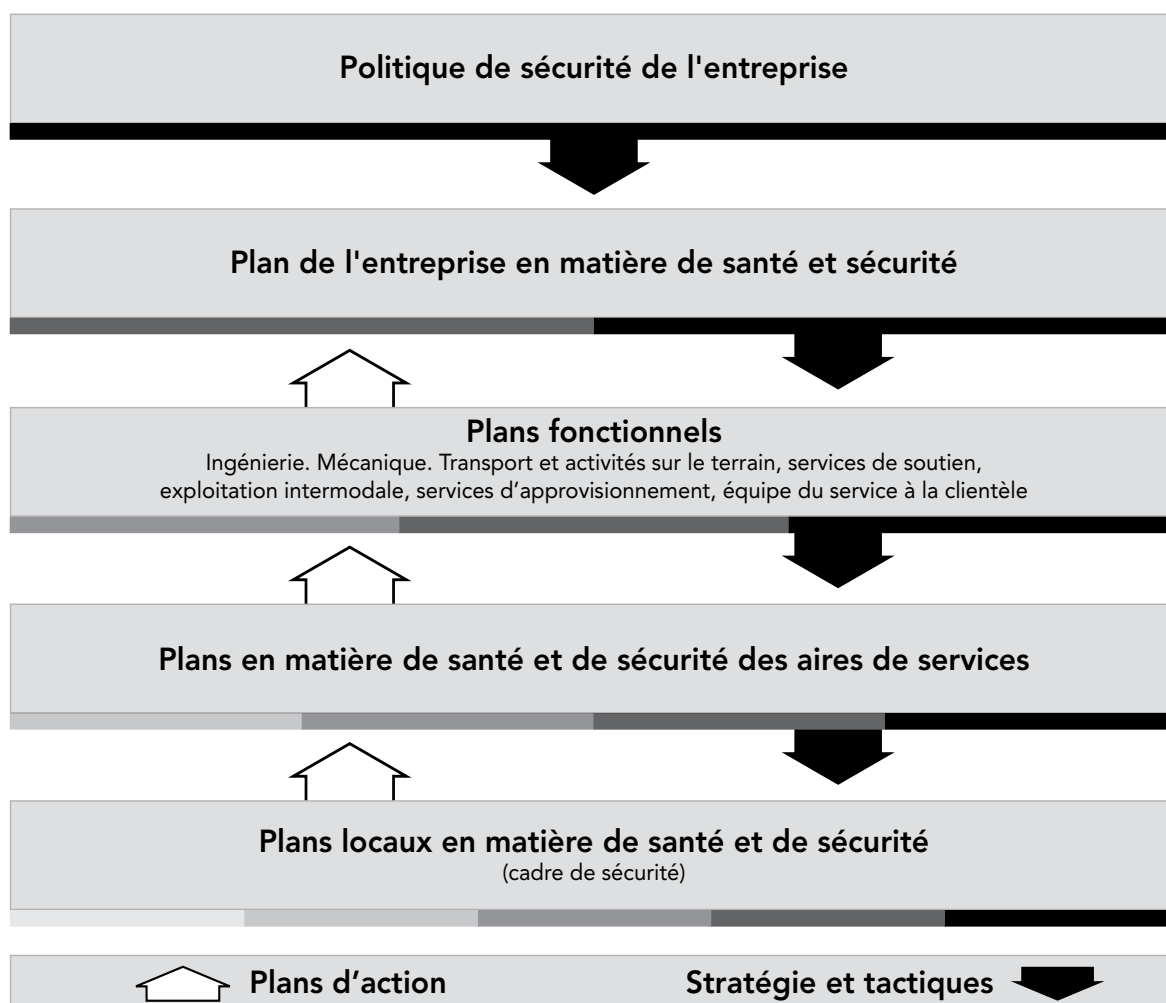 Politique de sécurité de l'entreprise
Plan de l'entreprise en matière de santé et sécurité
Plans fonctionnels
Ingénierie. Mécanique. Transport et activités sur le terrain, services de soutien,
exploitation intermodale, services d’approvisionnement, équipe du service à la clientèle
Plans en matière de santé et de sécurité des aires de services
Plans locaux en matière de santé et de sécurité
(cadre de sécurité)
Plans d’action
Stratégie et tactiques